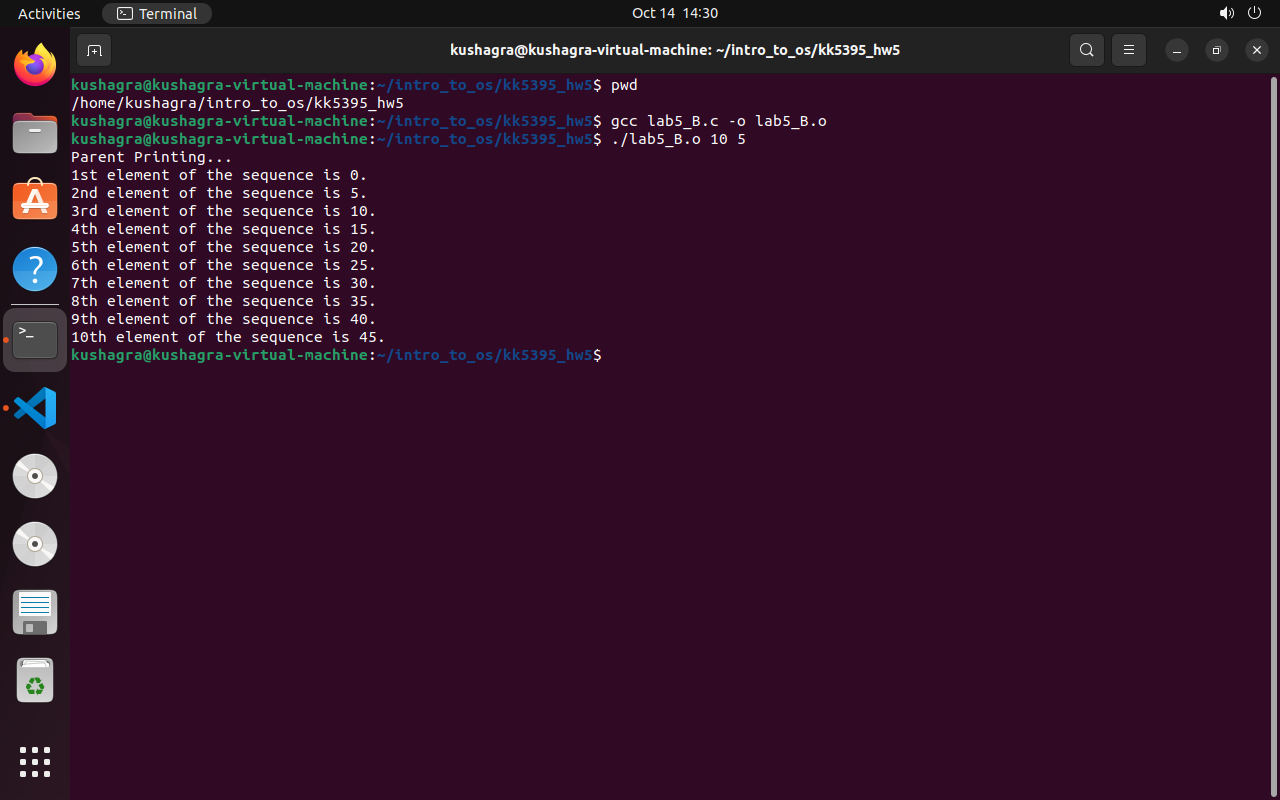 Activities
Terminal
Oct 14 14:30
kushagra@kushagra-virtual-machine: ~/intro_to_os/kk5395_hw5
kushagra@kushagra-virtual-machine:~/intro_to_os/kk5395_hw5$ pwd
/home/kushagra/intro_to_os/kk5395_hw5
kushagra@kushagra-virtual-machine:~/intro_to_os/kk5395_hw5$ gcc lab5_B.c -o lab5_B.o
kushagra@kushagra-virtual-machine:~/intro_to_os/kk5395_hw5$ ./lab5_B.o 10 5
Parent Printing...
1st element of the sequence is 0.
2nd element of the sequence is 5.
3rd element of the sequence is 10.
4th element of the sequence is 15.
5th element of the sequence is 20.
6th element of the sequence is 25.
7th element of the sequence is 30.
8th element of the sequence is 35.
9th element of the sequence is 40.
10th element of the sequence is 45.
kushagra@kushagra-virtual-machine:~/intro_to_os/kk5395_hw5$